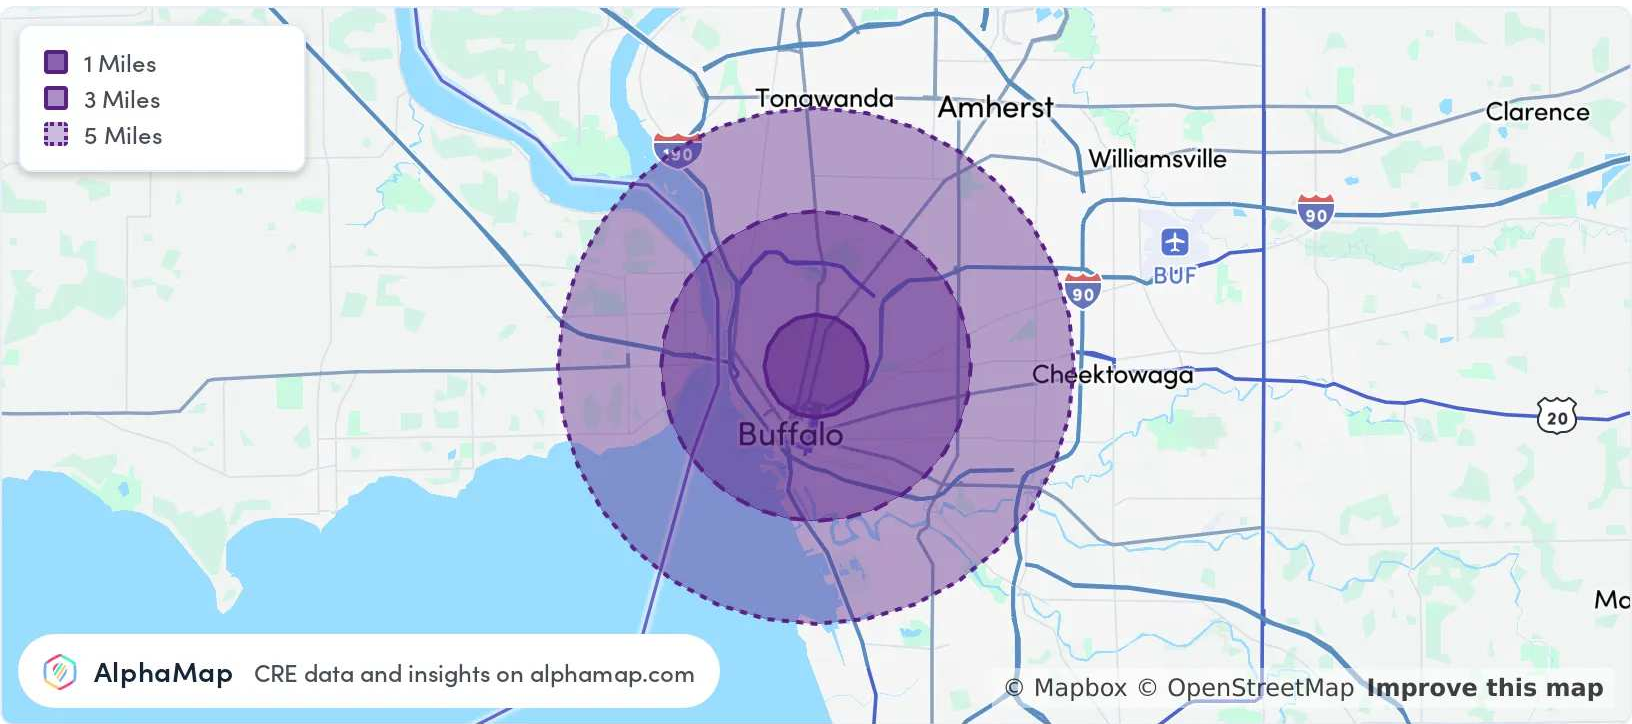 1 Miles
3 Miles
5 Miles
Tonawanda
Amherst
Clarence
190
Williamsville
90
BUF
90
Cheektowaga
20
Buffalo
Ma
AlphaMap CRE data and insights on alphamap.com
© Mapbox © OpenStreetMap Improve this map